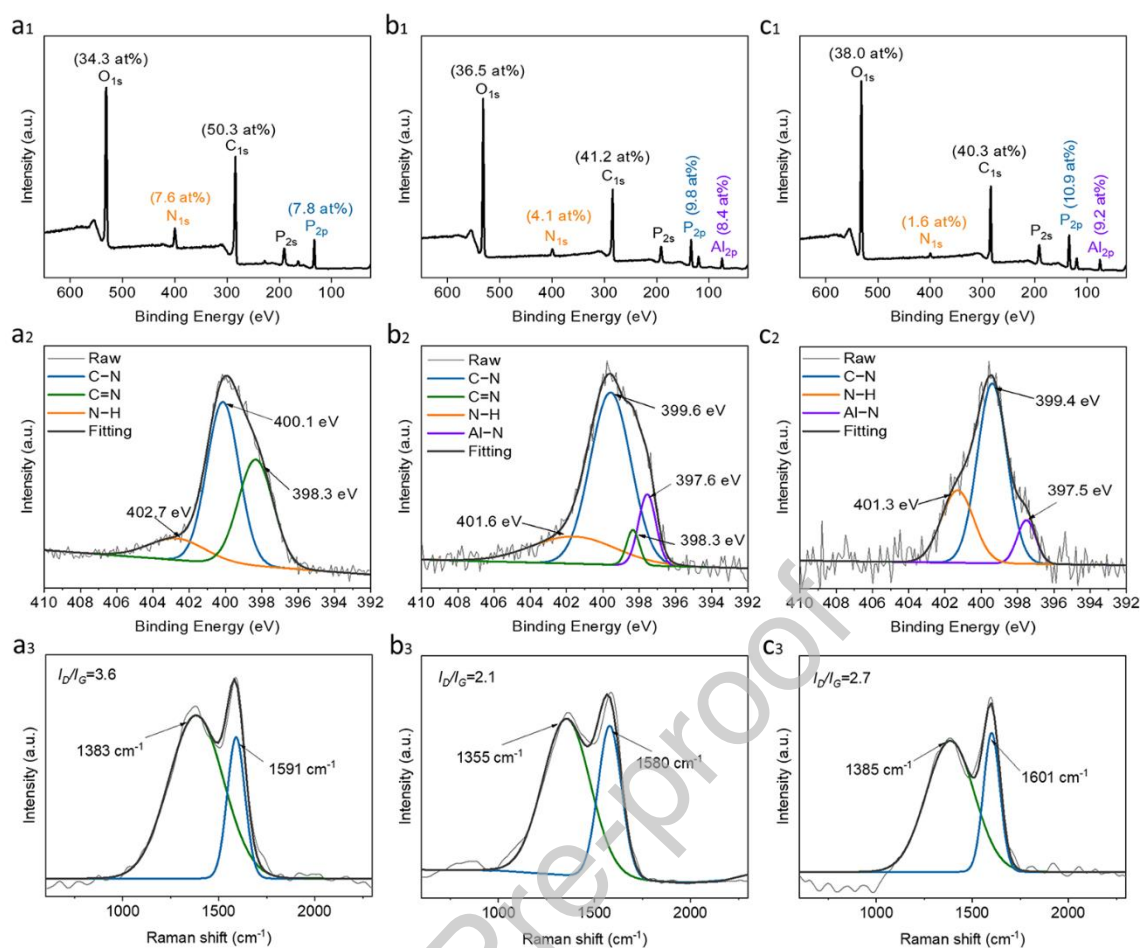 a1
(34.3 at%)
O1s
(50.3 at%)
C1s
(7.6 at%)
N1s
(7.8 at%)
P2p
P2s
Intensity (a.u.)
600 500 400 300 200 100
Binding Energy (eV)
b1
(36.5 at%)
O1s
(41.2 at%)
C1s
(4.1 at%)
N1s
P2s
P2p (9.8 at%)
Al2p (8.4 at%)
Intensity (a.u.)
600 500 400 300 200 100
Binding Energy (eV)
c1
(38.0 at%)
O1s
(40.3 at%)
C1s
(1.6 at%)
N1s
P2s
P2p (10.9 at%)
Al2p (9.2 at%)
Intensity (a.u.)
600 500 400 300 200 100
Binding Energy (eV)
a2
Raw
C−N
C=N
N−H
Fitting
400.1 eV
398.3 eV
402.7 eV
Intensity (a.u.)
410 408 406 404 402 400 398 396 394 392
Binding Energy (eV)
b2
Raw
C−N
C=N
N−H
Al−N
Fitting
399.6 eV
397.6 eV
401.6 eV
398.3 eV
Intensity (a.u.)
410 408 406 404 402 400 398 396 394 392
Binding Energy (eV)
c2
Raw
C−N
N−H
Al−N
Fitting
399.4 eV
401.3 eV
397.5 eV
Intensity (a.u.)
410 408 406 404 402 400 398 396 394 392
Binding Energy (eV)
a3
ID/IG=3.6
1383 cm-1
1591 cm-1
Intensity (a.u.)
1000 1500 2000
Raman shift (cm-1)
b3
ID/IG=2.1
1355 cm-1
1580 cm-1
Intensity (a.u.)
1000 1500 2000
Raman shift (cm-1)
c3
ID/IG=2.7
1385 cm-1
1601 cm-1
Intensity (a.u.)
1000 1500 2000
Raman shift (cm-1)
Pre-proof